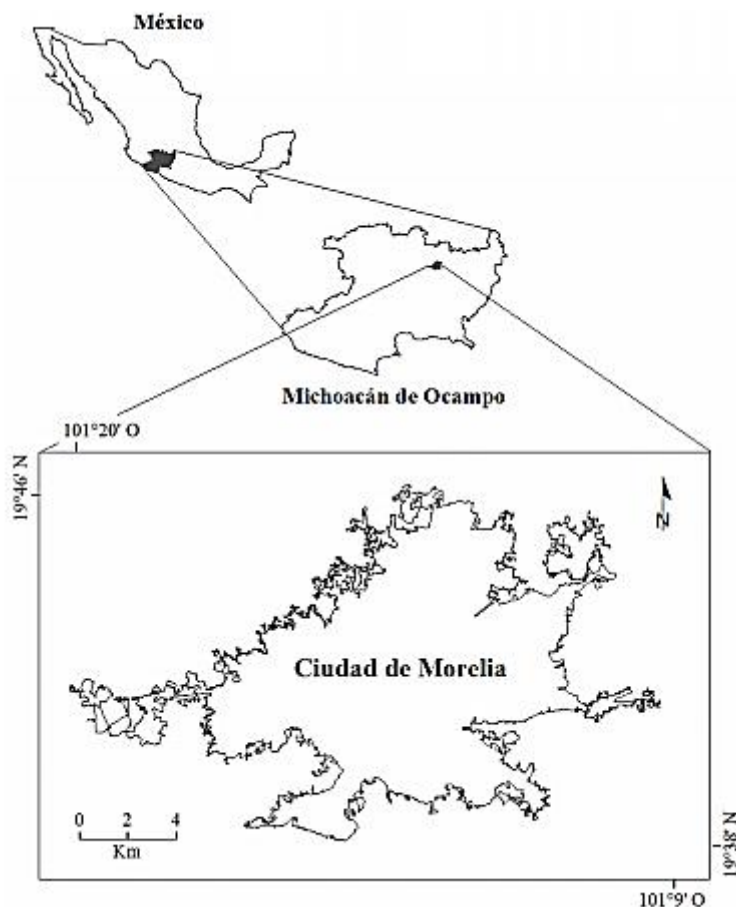 México
Michoacán de Ocampo
101°20' O
19°46' N
N
Ciudad de Morelia
0 2 4
Km
19°38' N
101°9' O